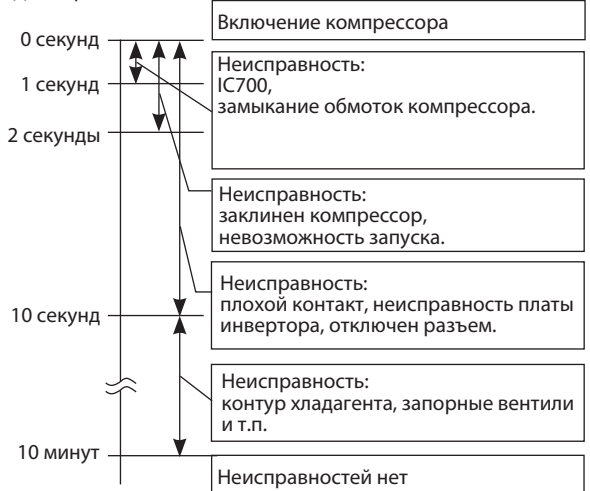 Включение компрессора
0 секунд
Неисправность:
IC700,
замыкание обмоток компрессора.
1 секунд
2 секунды
Неисправность:
заклинен компрессор,
невозможность запуска.
Неисправность:
плохой контакт, неисправность платы
инвертора, отключен разъем.
10 секунд
Неисправность:
контур хладагента, запорные вентили
и т.п.
10 минут
Неисправностей нет